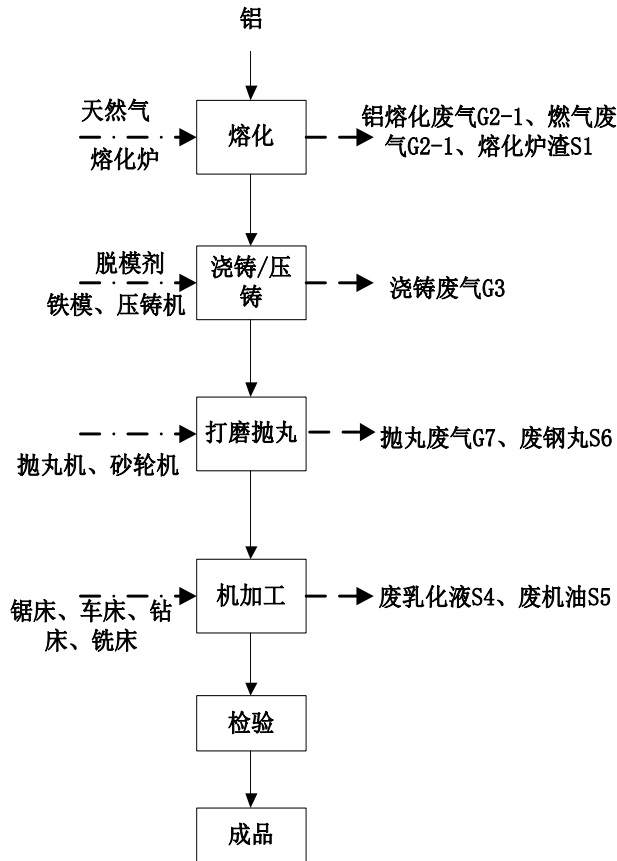 铝
天然气
熔化炉
熔化
铝熔化废气G2-1、燃气废
气G2-1、熔化炉渣S1
脱模剂
铁模、压铸机
浇铸/压
铸
浇铸废气G3
抛丸机、砂轮机
打磨抛丸
抛丸废气G7、废钢丸S6
锯床、车床、钻
床、铣床
机加工
废乳化液S4、废机油S5
检验
成品